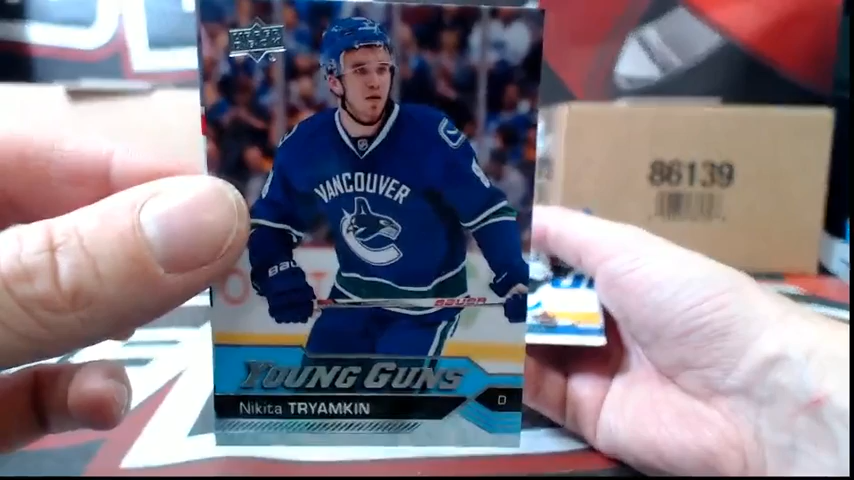 UPPER DECK
86139
VANCOUVER
BAUER
BAUER
YOUNG GUNS
Nikita TRYAMKIN
D